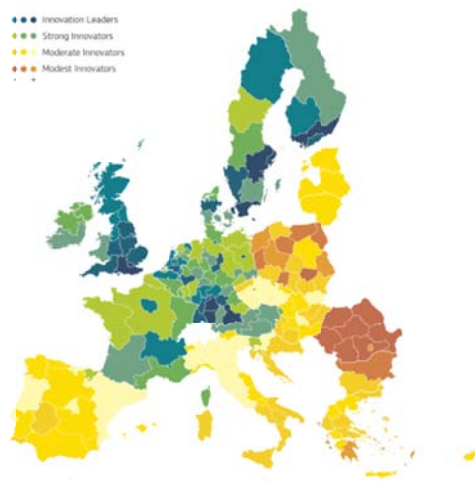 Innovation Leaders
Strong Innovators
Moderate Innovators
Modest Innovators